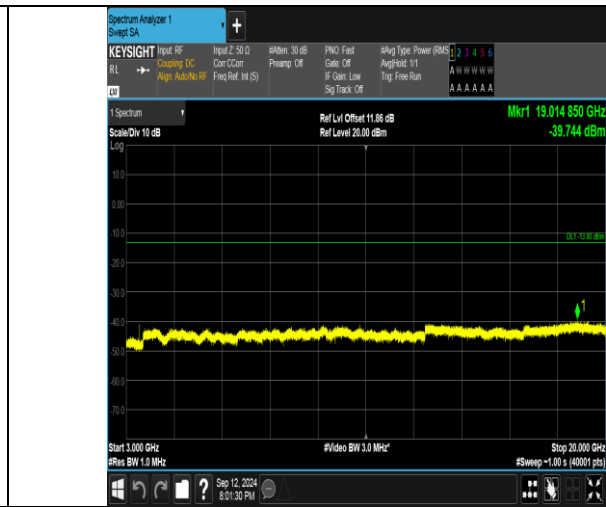 Spectrum Analyzer 1
Swept SA
+
KEYSIGHT
RL
Input: RF
Coupling: DC
Align: Auto/No RF
Input Z: 50 Ω
Corr CCorr
Freq Ref: Int (S)
#Atten: 30 dB
Preamp: Off
PNO: Fast
Gate: Off
IF Gain: Low
Sig Track: Off
#Avg Type: Power (RMS
Avg|Hold: 1/1
Trig: Free Run
1 2 3 4 5 6
A W W W W W
A A A A A A
1 Spectrum
Scale/Div 10 dB
Log
Ref Lvl Offset 11.86 dB
Ref Level 20.00 dBm
Mkr1 19.014 850 GHz
-39.744 dBm
10.0
0.00
-10.0
DL1 -13.00 dBm
-20.0
-30.0
-40.0
1
-50.0
-60.0
-70.0
Start 3.000 GHz
#Res BW 1.0 MHz
#Video BW 3.0 MHz*
Stop 20.000 GHz
#Sweep ~1.00 s (40001 pts)
?
Sep 12, 2024
8:01:30 PM